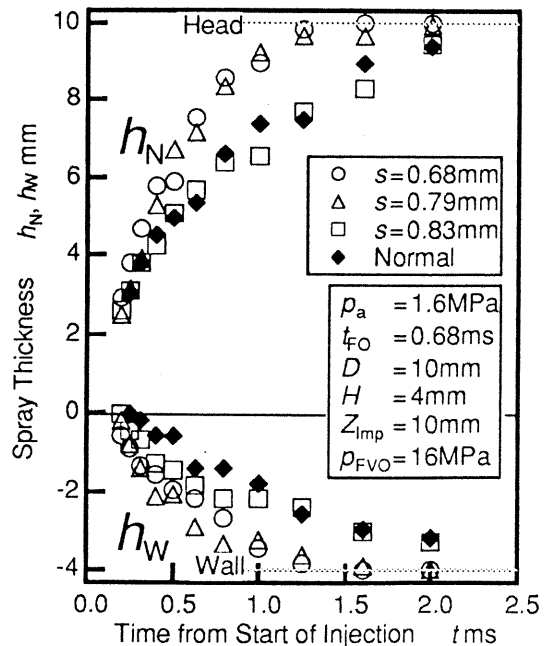 Spray Thickness h_N, h_W mm
10
8
6
4
2
0
-2
-4
Head
h_N
s=0.68mm
s=0.79mm
s=0.83mm
Normal
p_a =1.6MPa
t_FO =0.68ms
D =10mm
H =4mm
Z_Imp =10mm
p_FVO =16MPa
h_W
Wall
0.0 0.5 1.0 1.5 2.0 2.5
Time from Start of Injection t ms